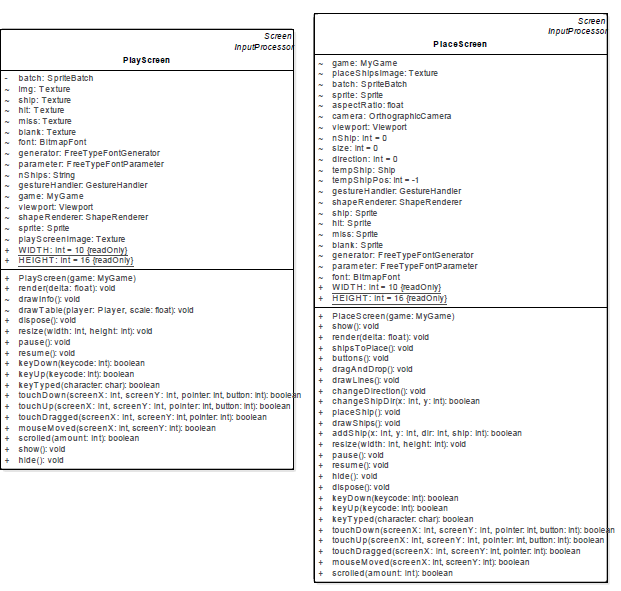 Screen
InputProcessor
PlayScreen
- batch: SpriteBatch
~ img: Texture
~ ship: Texture
~ hit: Texture
~ miss: Texture
~ blank: Texture
~ font: BitmapFont
~ generator: FreeTypeFontGenerator
~ parameter: FreeTypeFontParameter
~ nShips: String
~ gestureHandler: GestureHandler
~ game: MyGame
~ viewport: Viewport
~ shapeRenderer: ShapeRenderer
~ sprite: Sprite
~ playScreenImage: Texture
+ WIDTH: int = 10 {readOnly}
+ HEIGHT: int = 16 {readOnly}
+ PlayScreen(game: MyGame)
+ render(delta: float): void
~ drawInfo(): void
~ drawTable(player: Player, scale: float): void
+ dispose(): void
+ resize(width: int, height: int): void
+ pause(): void
+ resume(): void
+ keyDown(keycode: int): boolean
+ keyUp(keycode: int): boolean
+ keyTyped(character: char): boolean
+ touchDown(screenX: int, screenY: int, pointer: int, button: int): boolean
+ touchUp(screenX: int, screenY: int, pointer: int, button: int): boolean
+ touchDragged(screenX: int, screenY: int, pointer: int): boolean
+ mouseMoved(screenX: int, screenY: int): boolean
+ scrolled(amount: int): boolean
+ show(): void
+ hide(): void
Screen
InputProcessor
PlaceScreen
~ game: MyGame
~ placeShipsImage: Texture
~ batch: SpriteBatch
~ sprite: Sprite
~ aspectRatio: float
~ camera: OrthographicCamera
~ viewport: Viewport
~ nShip: int = 0
~ size: int = 0
~ direction: int = 0
~ tempShip: Ship
~ tempShipPos: int = -1
~ gestureHandler: GestureHandler
~ shapeRenderer: ShapeRenderer
~ ship: Sprite
~ hit: Sprite
~ miss: Sprite
~ blank: Sprite
~ generator: FreeTypeFontGenerator
~ parameter: FreeTypeFontParameter
~ font: BitmapFont
+ WIDTH: int = 10 {readOnly}
+ HEIGHT: int = 16 {readOnly}
+ PlaceScreen(game: MyGame)
+ show(): void
+ render(delta: float): void
+ shipsToPlace(): void
+ buttons(): void
+ dragAndDrop(): void
+ drawLines(): void
+ changeDirection(): void
+ changeShipDir(x: int, y: int): boolean
+ placeShip(): void
+ drawShips(): void
+ addShip(x: int, y: int, dir: int, ship: int): boolean
+ resize(width: int, height: int): void
+ pause(): void
+ resume(): void
+ hide(): void
+ dispose(): void
+ keyDown(keycode: int): boolean
+ keyUp(keycode: int): boolean
+ keyTyped(character: char): boolean
+ touchDown(screenX: int, screenY: int, pointer: int, button: int): boolean
+ touchUp(screenX: int, screenY: int, pointer: int, button: int): boolean
+ touchDragged(screenX: int, screenY: int, pointer: int): boolean
+ mouseMoved(screenX: int, screenY: int): boolean
+ scrolled(amount: int): boolean